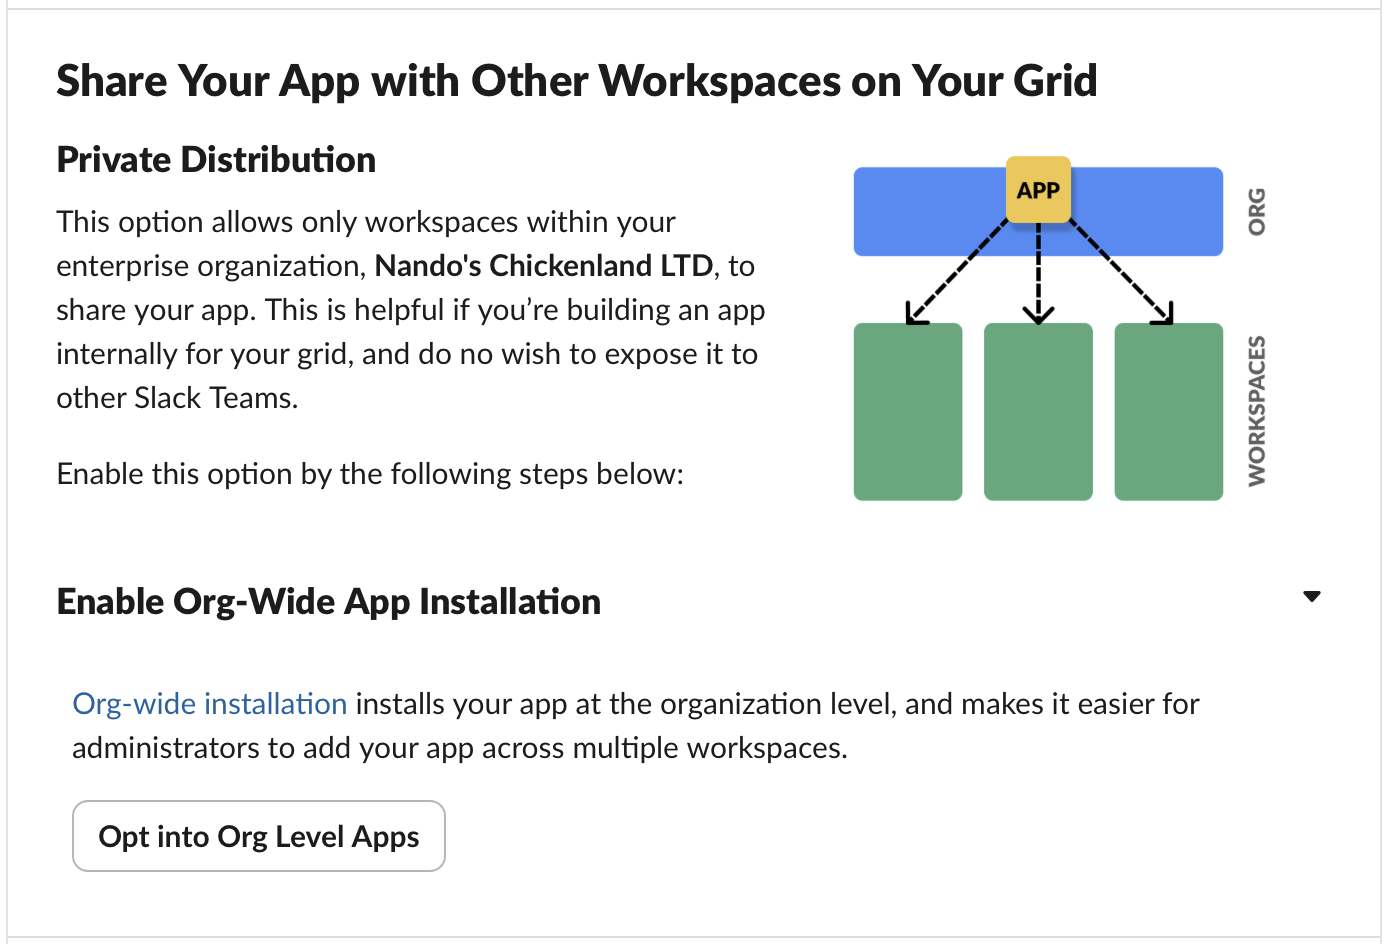 Share Your App with Other Workspaces on Your Grid
Private Distribution
This option allows only workspaces within your
enterprise organization, Nando's Chickenland LTD, to
share your app. This is helpful if you’re building an app
internally for your grid, and do no wish to expose it to
other Slack Teams.
Enable this option by the following steps below:
APP
ORG
WORKSPACES
Enable Org-Wide App Installation
Org-wide installation installs your app at the organization level, and makes it easier for
administrators to add your app across multiple workspaces.
Opt into Org Level Apps